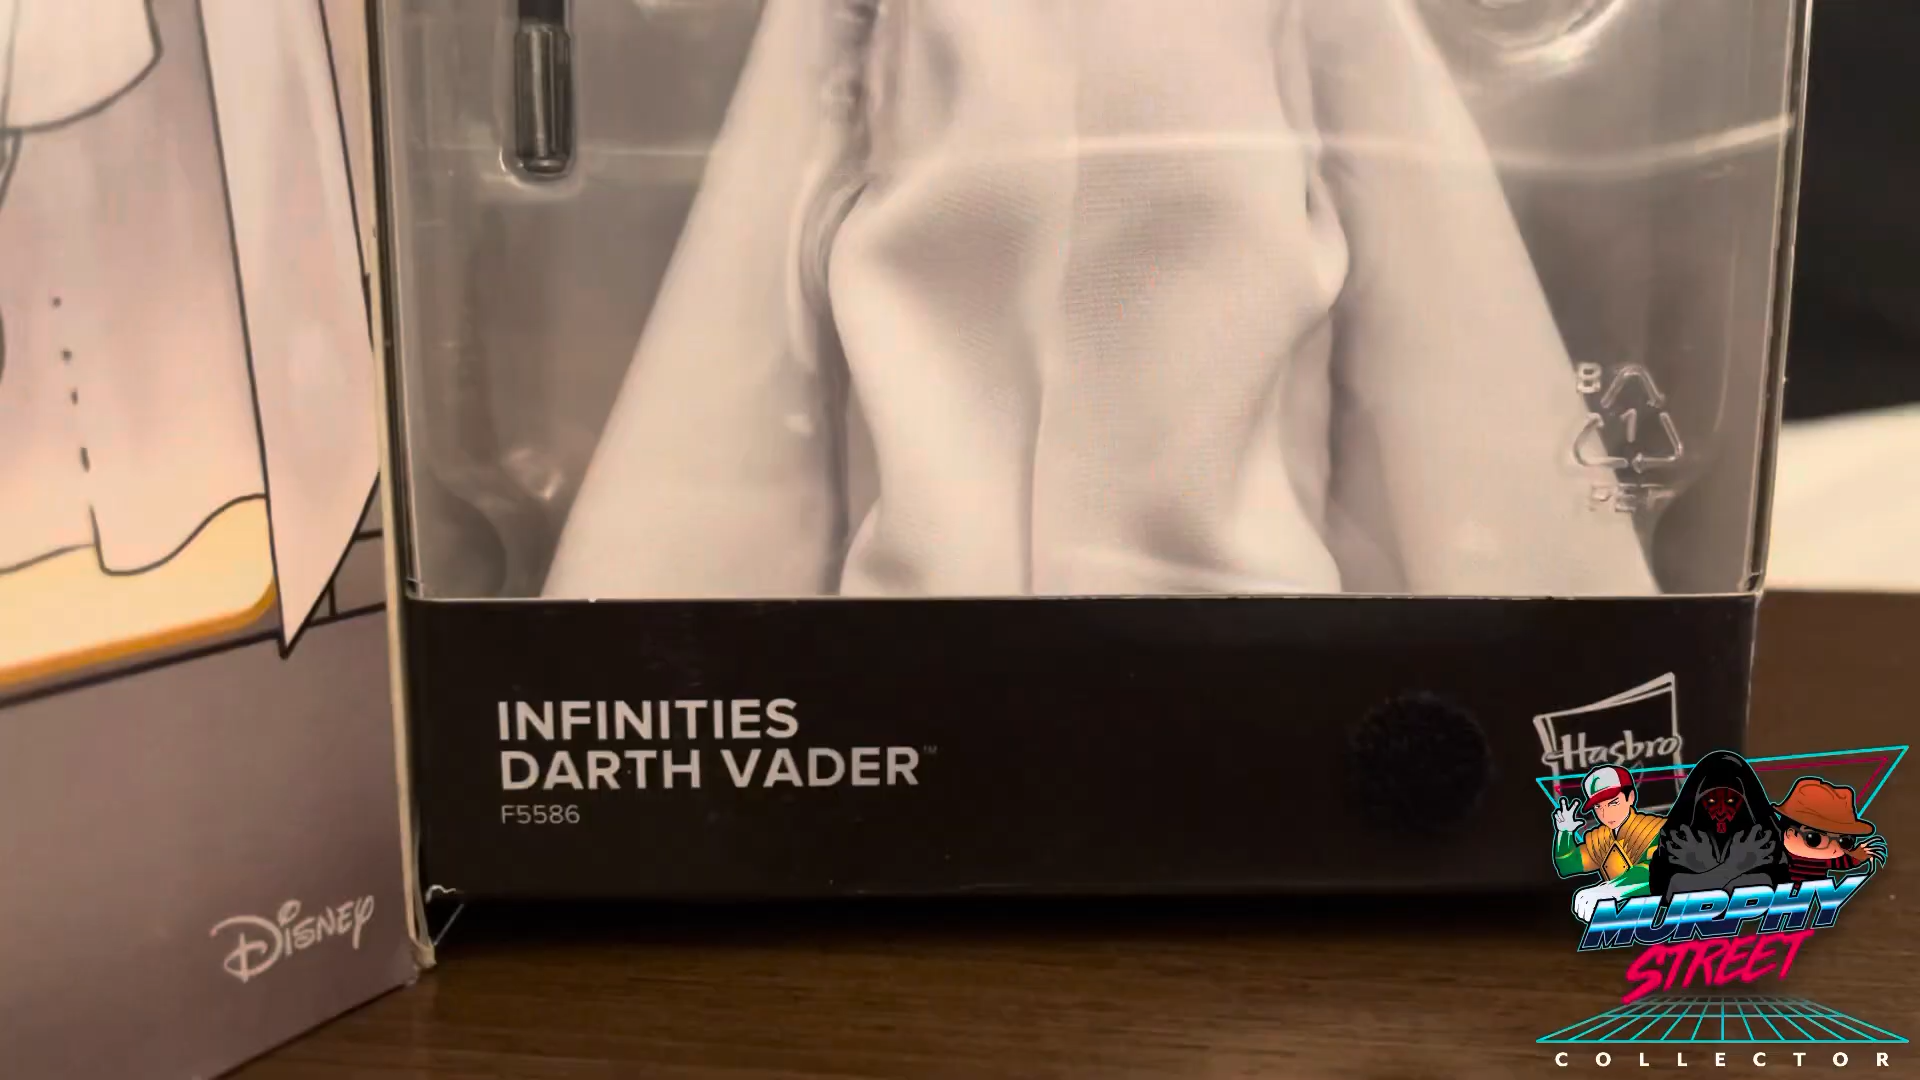 8
1
PET
INFINITIES
DARTH VADER™
F5586
Hasbro
Disney
MURPHY
STREET
COLLECTOR